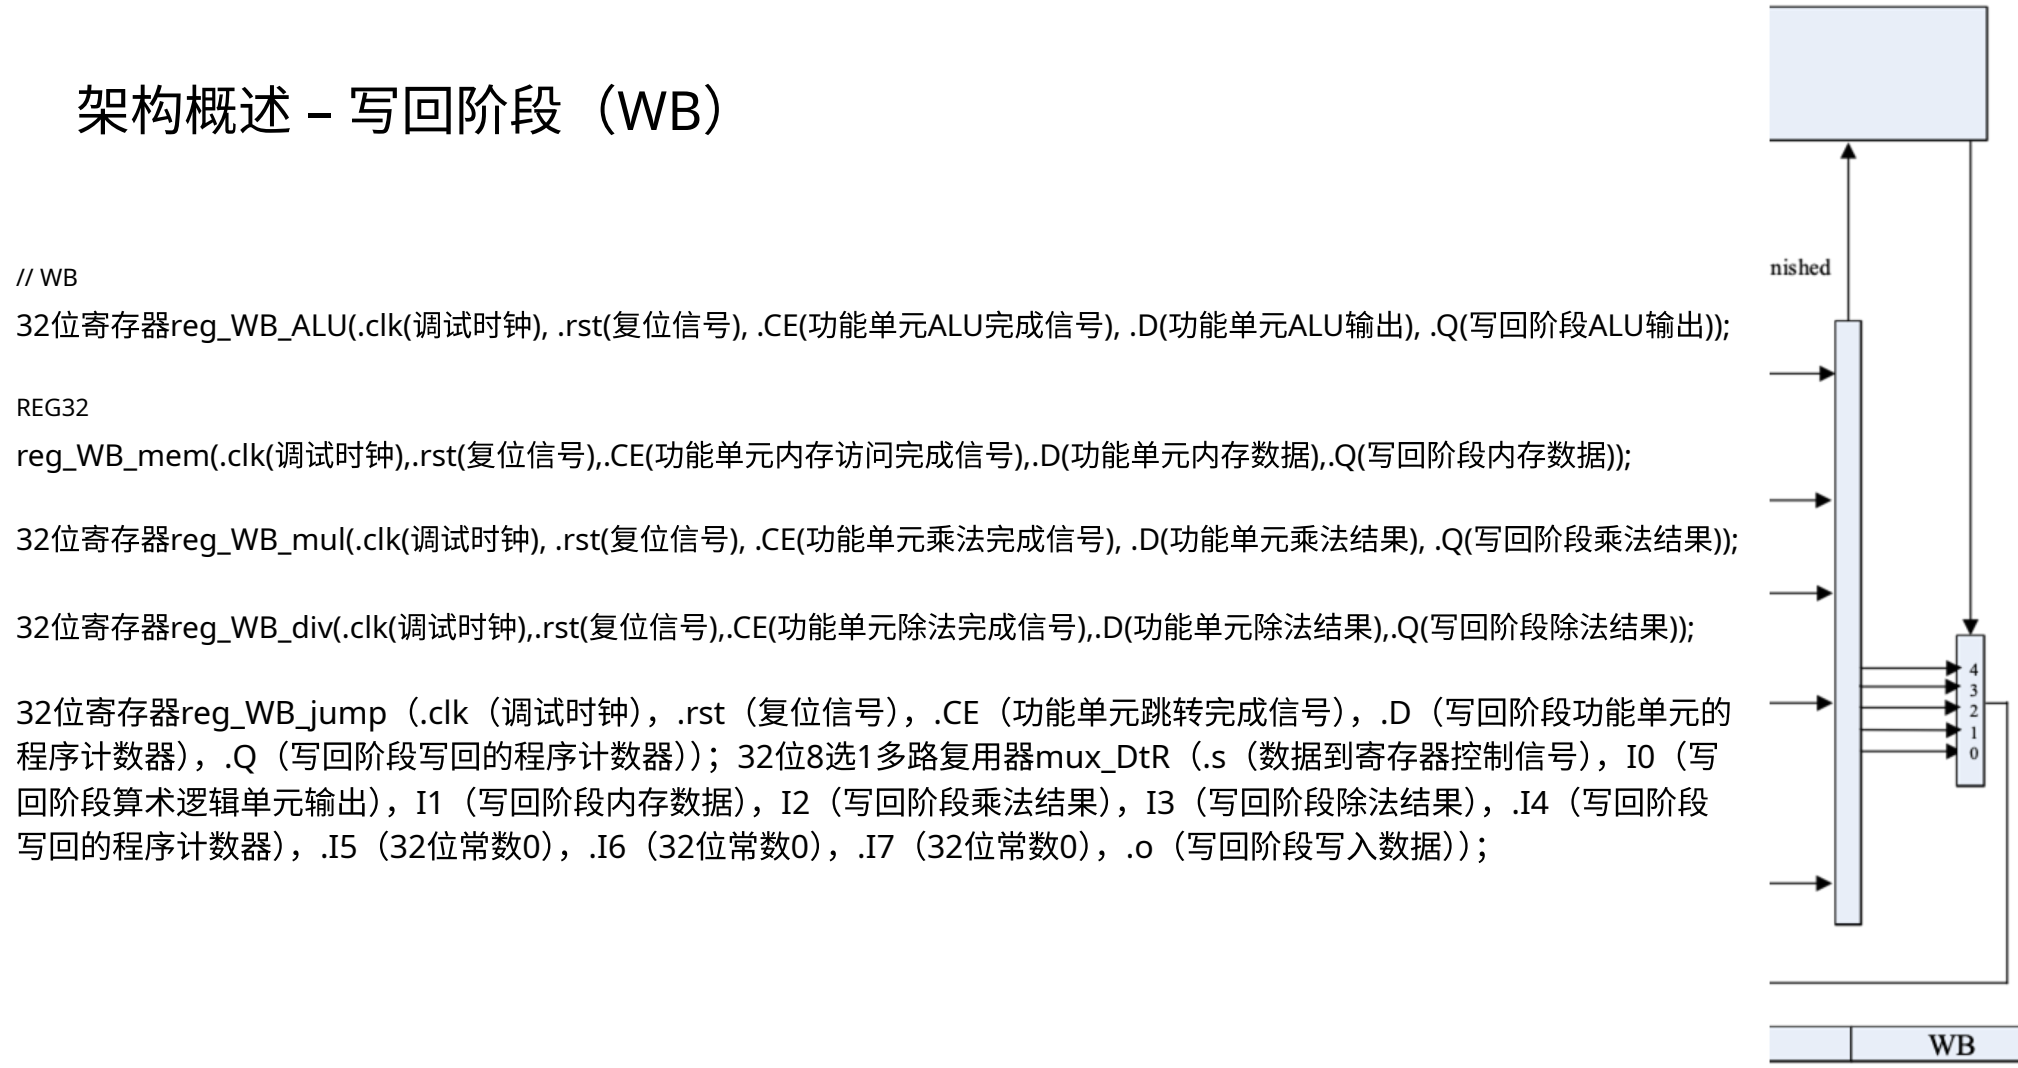 架构概述 – 写回阶段（WB）
// WB
32位寄存器reg_WB_ALU(.clk(调试时钟), .rst(复位信号), .CE(功能单元ALU完成信号), .D(功能单元ALU输出), .Q(写回阶段ALU输出));
REG32
reg_WB_mem(.clk(调试时钟),.rst(复位信号),.CE(功能单元内存访问完成信号),.D(功能单元内存数据),.Q(写回阶段内存数据));
32位寄存器reg_WB_mul(.clk(调试时钟), .rst(复位信号), .CE(功能单元乘法完成信号), .D(功能单元乘法结果), .Q(写回阶段乘法结果));
32位寄存器reg_WB_div(.clk(调试时钟),.rst(复位信号),.CE(功能单元除法完成信号),.D(功能单元除法结果),.Q(写回阶段除法结果));
32位寄存器reg_WB_jump（.clk（调试时钟），.rst（复位信号），.CE（功能单元跳转完成信号），.D（写回阶段功能单元的
程序计数器），.Q（写回阶段写回的程序计数器））；32位8选1多路复用器mux_DtR（.s（数据到寄存器控制信号），I0（写
回阶段算术逻辑单元输出），I1（写回阶段内存数据），I2（写回阶段乘法结果），I3（写回阶段除法结果），.I4（写回阶段
写回的程序计数器），.I5（32位常数0），.I6（32位常数0），.I7（32位常数0），.o（写回阶段写入数据））；
nished
4
3
2
1
0
WB